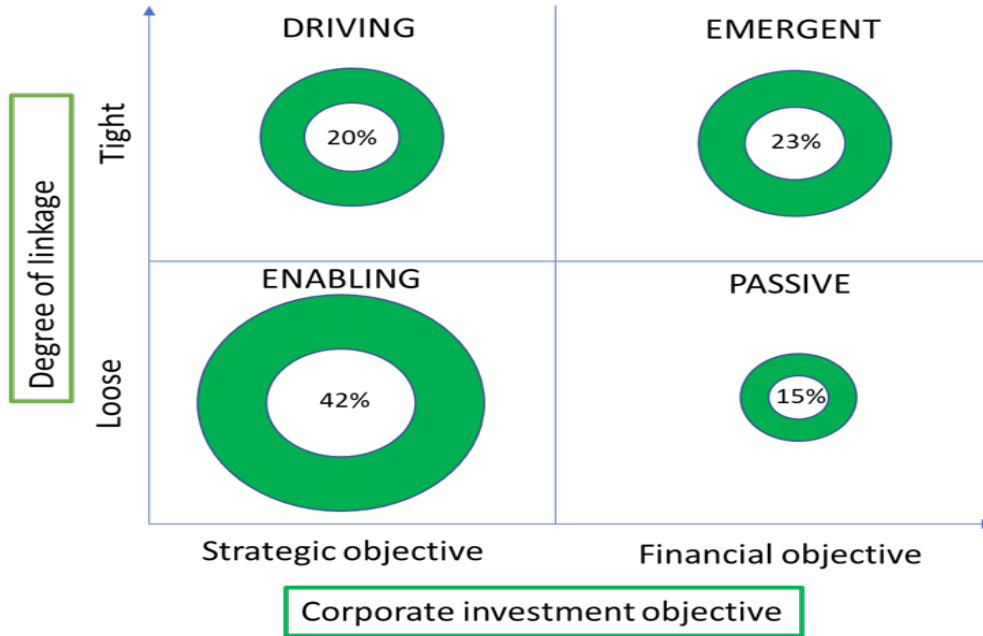 DRIVING
EMERGENT
20%
23%
Tight
Degree of linkage
ENABLING
PASSIVE
42%
15%
Loose
Strategic objective
Financial objective
Corporate investment objective